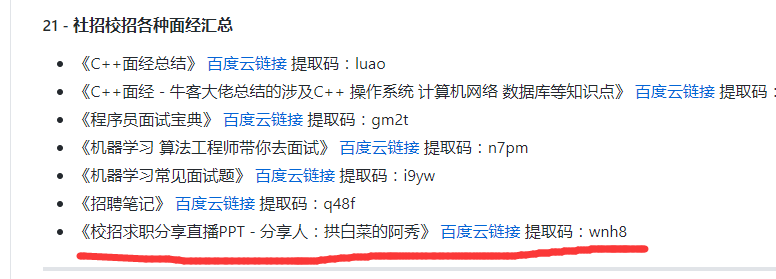 21 - 社招校招各种面经汇总
《C++面经总结》 百度云链接 提取码：luao
《C++面经 - 牛客大佬总结的涉及C++ 操作系统 计算机网络 数据库等知识点》 百度云链接 提取码：
《程序员面试宝典》 百度云链接 提取码：gm2t
《机器学习 算法工程师带你去面试》 百度云链接 提取码：n7pm
《机器学习常见面试题》 百度云链接 提取码：i9yw
《招聘笔记》 百度云链接 提取码：q48f
《校招求职分享直播PPT - 分享人：拱白菜的阿秀》 百度云链接 提取码：wnh8